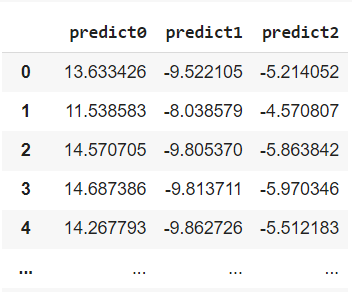 predict0 predict1 predict2
0 13.633426 -9.522105 -5.214052
1 11.538583 -8.038579 -4.570807
2 14.570705 -9.805370 -5.863842
3 14.687386 -9.813711 -5.970346
4 14.267793 -9.862726 -5.512183
... ... ... ...